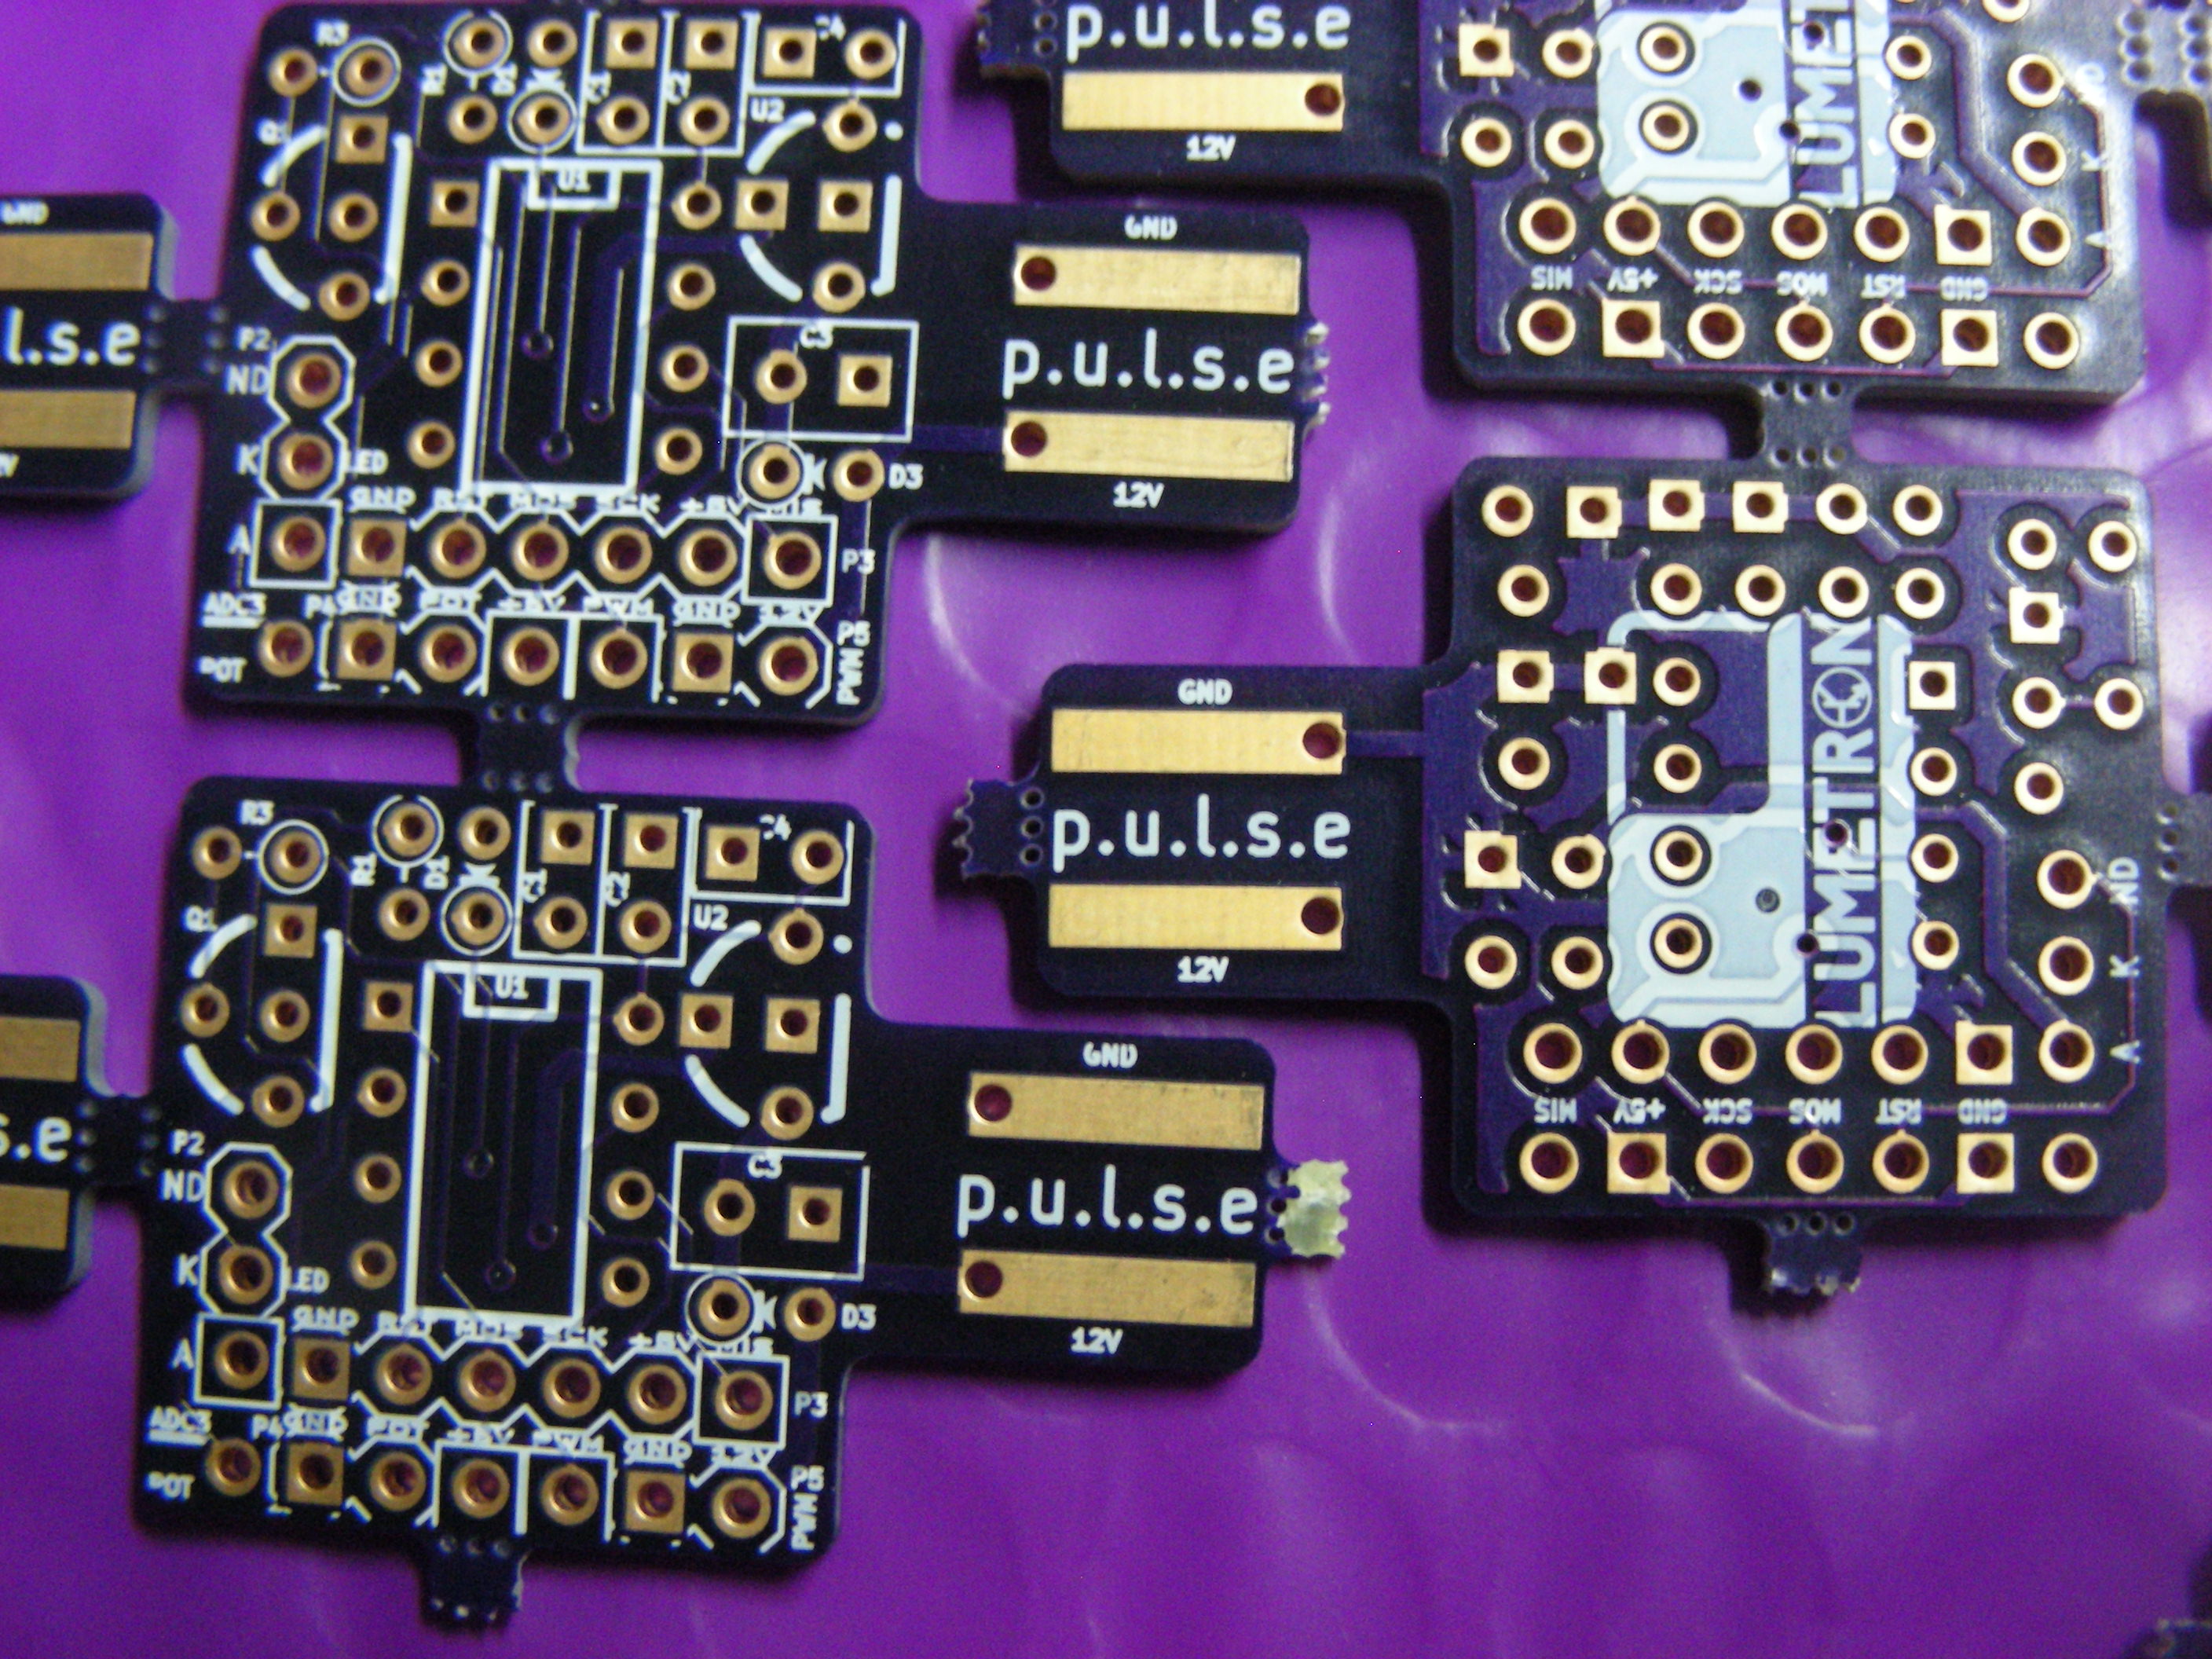 R3
R1
D1
C1
C2
C4
Q1
U2
U1
GND
l.s.e
P2
ND
K
LED
A
C3
D3
GND
p.u.l.s.e
12V
GND RST MOS SCK +5V MIS
P3
ADC3
P4
GND POT +5V PWM GND 12V
POT
P5
PWM
p.u.l.s.e
12V
LUMET
K
A
MIS +5V SCK MOS RST GND
GND
p.u.l.s.e
12V
LUMETRON
ND
K
A
MIS +5V SCK MOS RST GND
R3
R1
D1
C1
C2
C4
Q1
U2
U1
s.e
P2
ND
K
LED
A
C3
D3
GND
p.u.l.s.e
12V
GND RST MOS SCK +5V MIS
P3
ADC3
P4
GND POT +5V PWM GND 12V
POT
P5
PWM